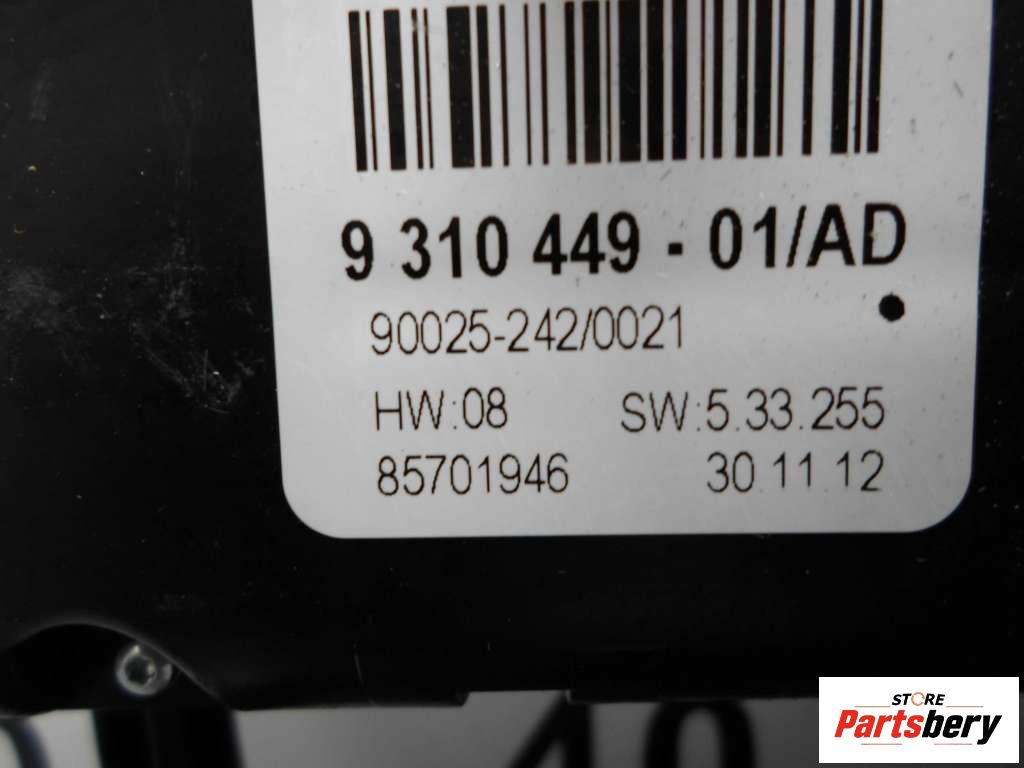 9 310 449 - 01/AD
90025-242/0021
HW:08 SW:5.33.255
85701946 30.11.12
STORE
Partsbery